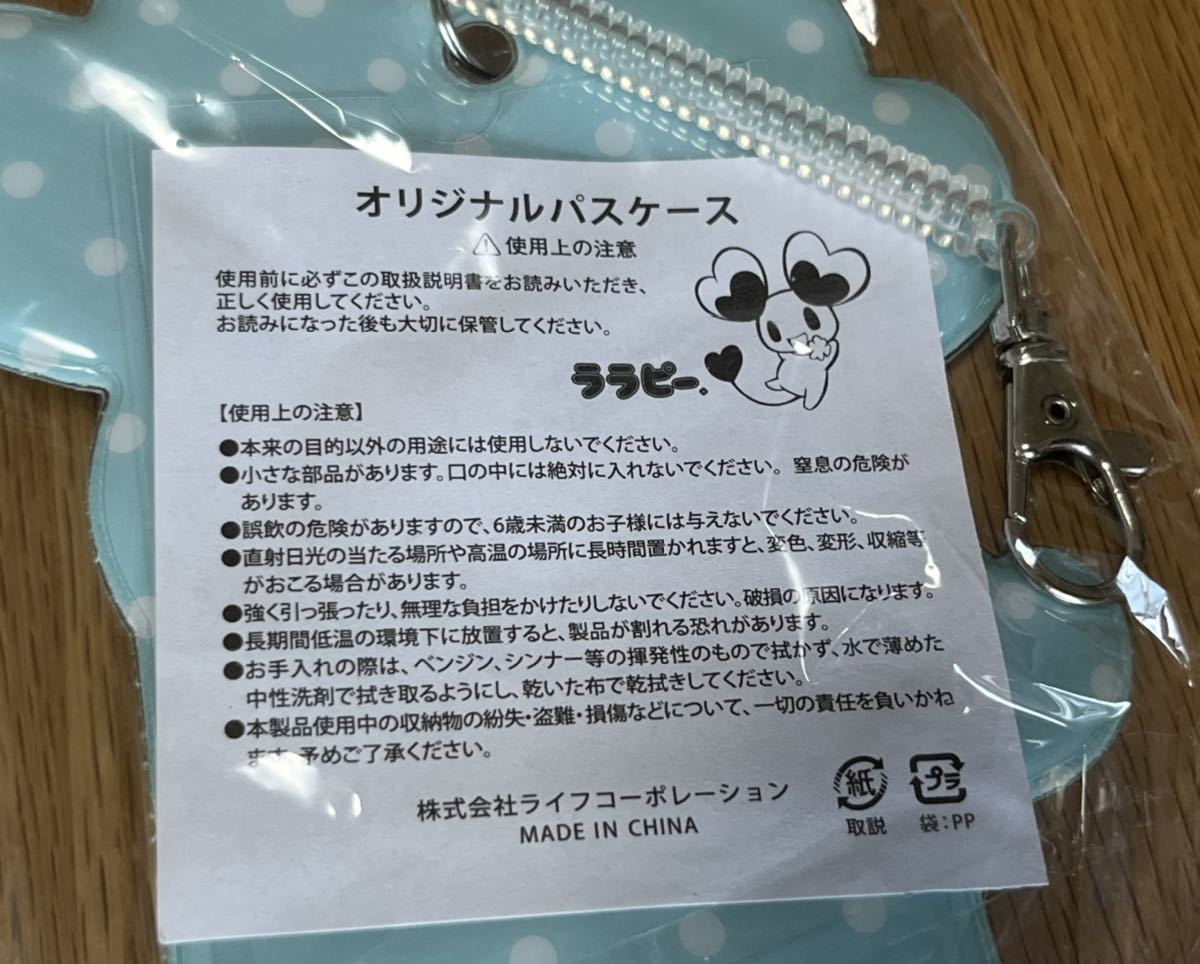 オリジナルパスケース
⚠使用上の注意
使用前に必ずこの取扱説明書をお読みいただき、
正しく使用してください。
お読みになった後も大切に保管してください。
ララピー。
【使用上の注意】
●本来の目的以外の用途には使用しないでください。
●小さな部品があります。口の中には絶対に入れないでください。窒息の危険が
あります。
●誤飲の危険がありますので、6歳未満のお子様には与えないでください。
●直射日光の当たる場所や高温の場所に長時間置かれますと、変色、変形、収縮等
がおこる場合があります。
●強く引っ張ったり、無理な負担をかけたりしないでください。破損の原因になります。
●長期間低温の環境下に放置すると、製品が割れる恐れがあります。
●お手入れの際は、ベンジン、シンナー等の揮発性のもので拭かず、水で薄めた
中性洗剤で拭き取るようにし、乾いた布で乾拭きしてください。
●本製品使用中の収納物の紛失・盗難・損傷などについて、一切の責任を負いかね
ます。予めご了承ください。
株式会社ライフコーポレーション
MADE IN CHINA
紙
取説
プラ
袋:PP